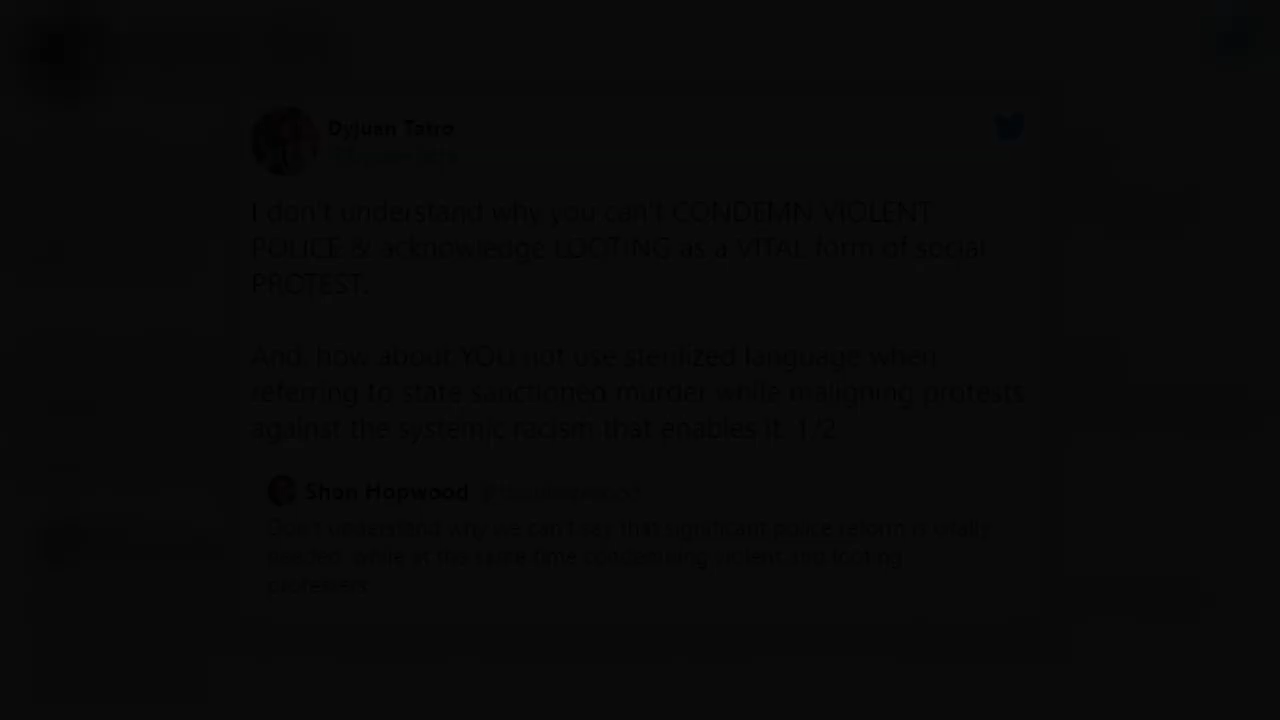 Dyjuan Tatro
I don't understand why you can't CONDEMN VIOLENT
POLICE & acknowledge LOOTING as a VITAL form of social
PROTEST.
And, how about YOU not use sterilized language when
referring to state sanctioned murder while maligning protests
against the systemic racism that enables it. 1/2
Shon Hopwood @shonhopwood
Don't understand why we can't say that significant police reform is vitally
needed, while at the same time condemning violent and looting
protesters.